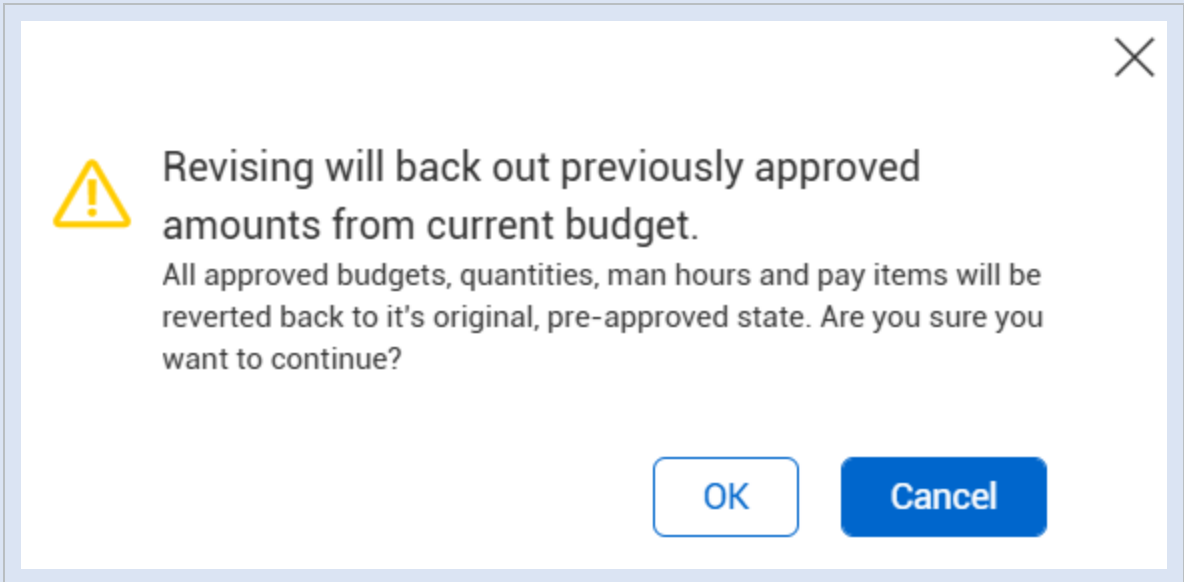 Revising will back out previously approved
amounts from current budget.
All approved budgets, quantities, man hours and pay items will be
reverted back to it's original, pre-approved state. Are you sure you
want to continue?
OK
Cancel